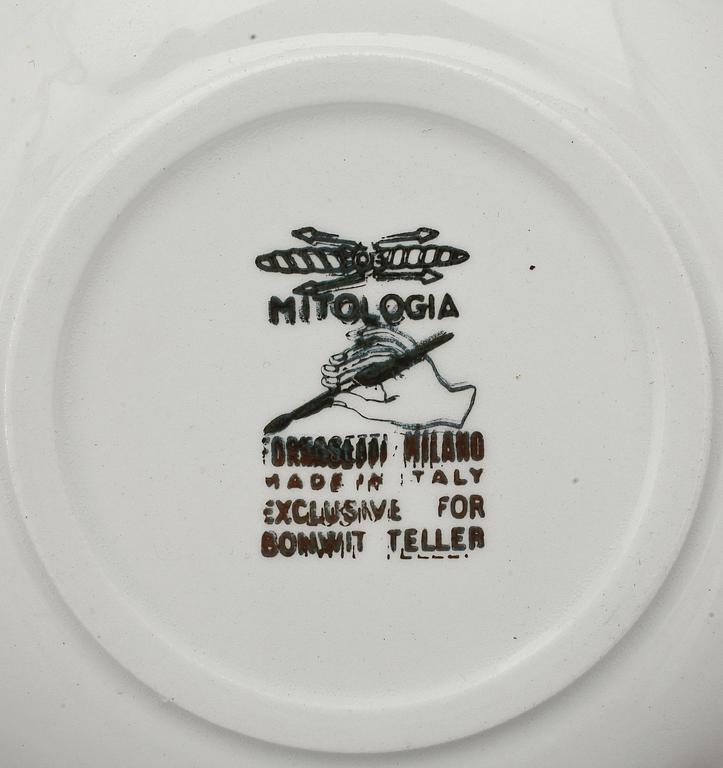 MITOLOGIA
FORNASETTI MILANO
MADE IN ITALY
EXCLUSIVE FOR
BONWIT TELLER